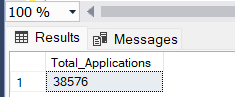 100 %
Results Messages
Total_Applications
1 38576